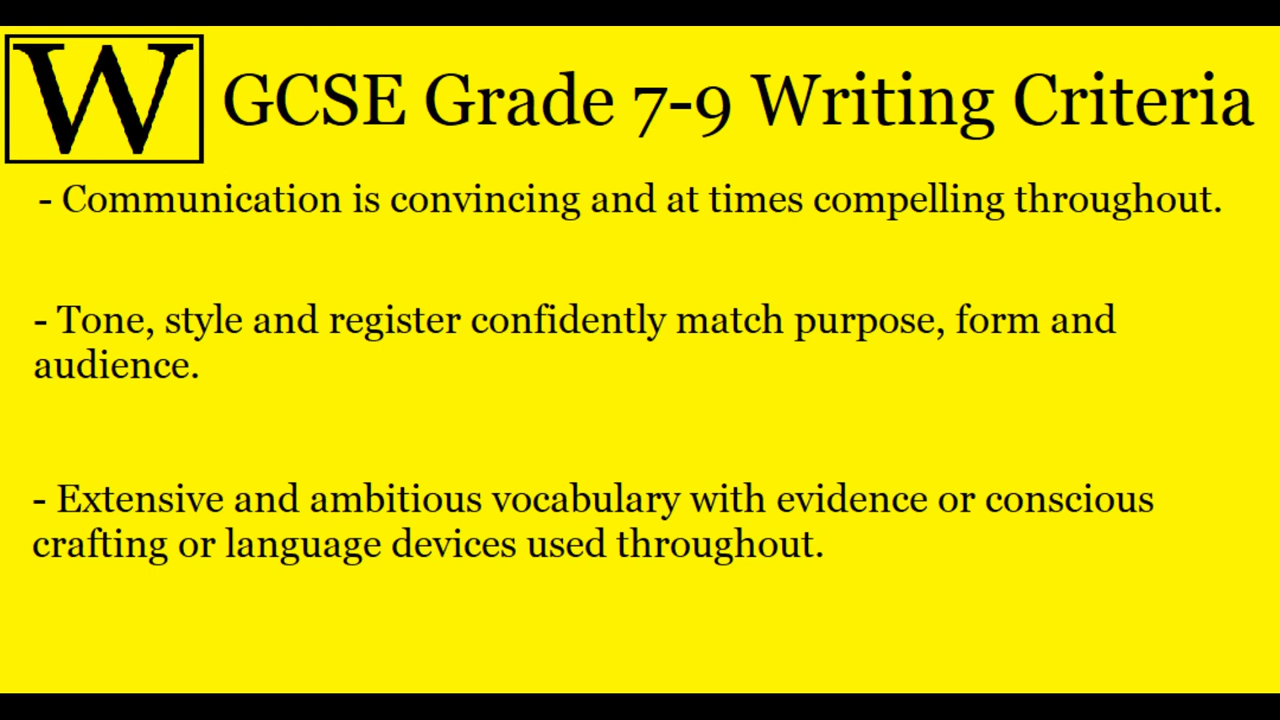 W
GCSE Grade 7-9 Writing Criteria
- Communication is convincing and at times compelling throughout.
- Tone, style and register confidently match purpose, form and
audience.
- Extensive and ambitious vocabulary with evidence or conscious
crafting or language devices used throughout.